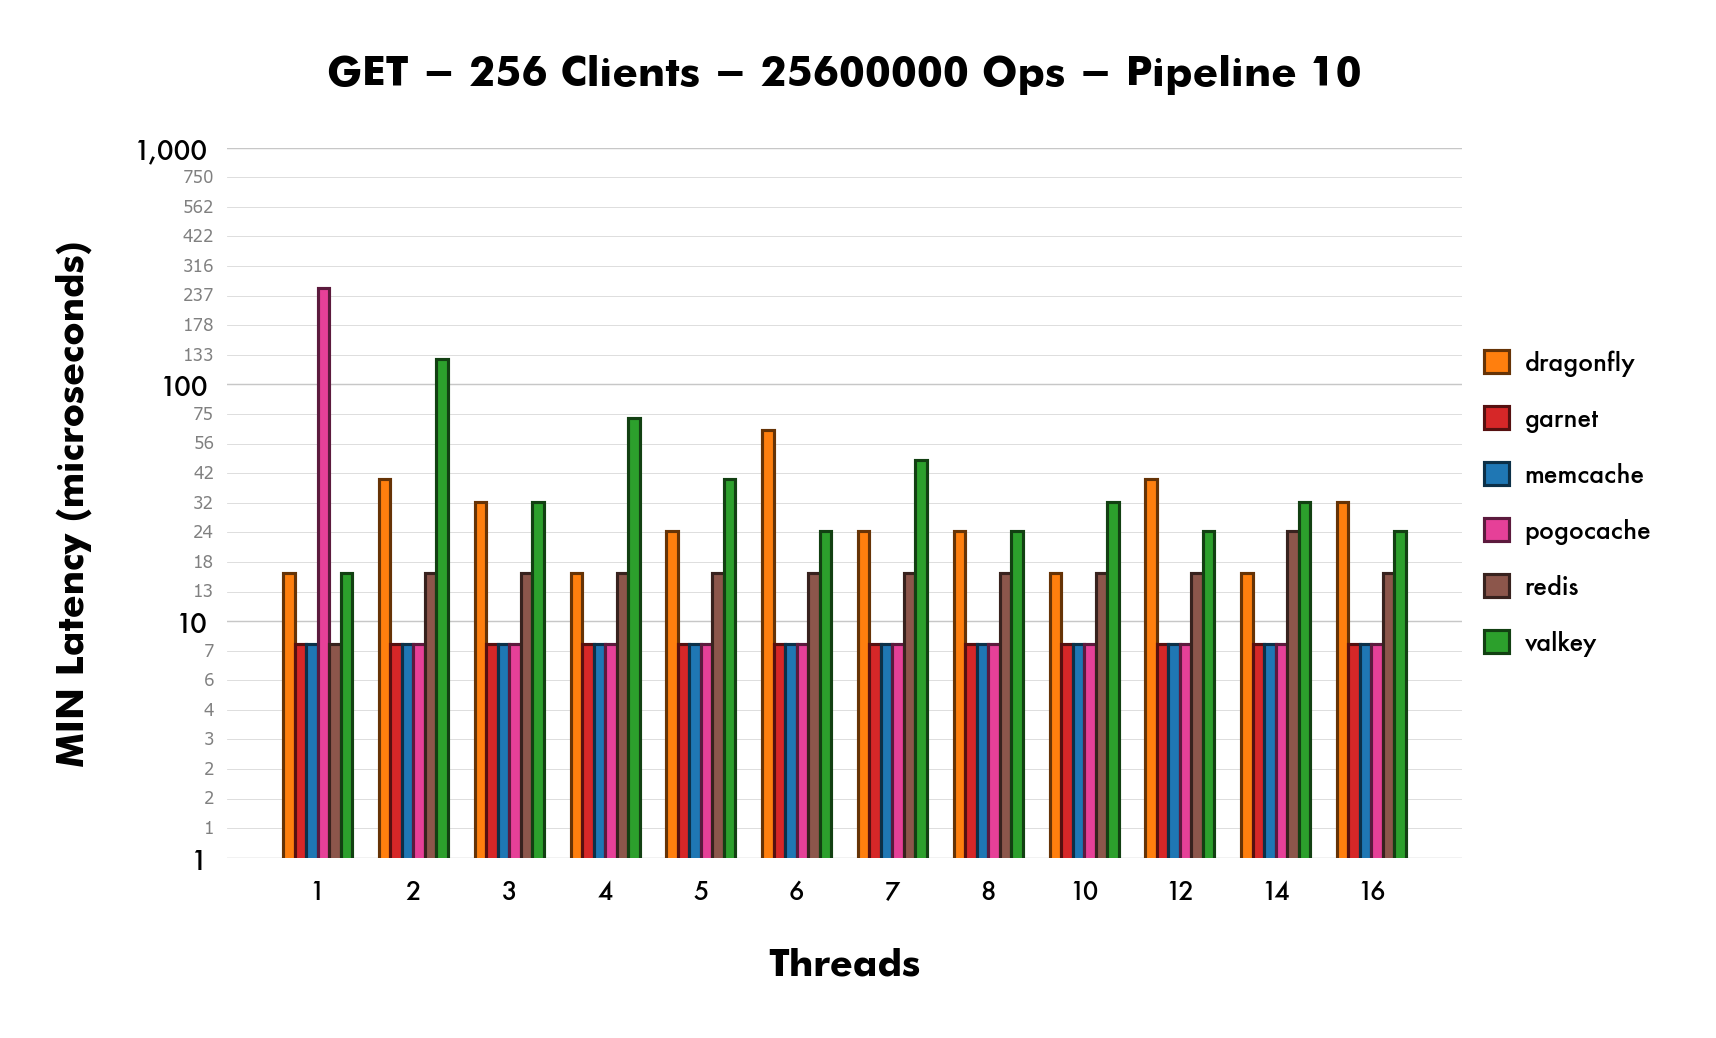 GET – 256 Clients – 25600000 Ops – Pipeline 10
MIN Latency (microseconds)
1,000
750
562
422
316
237
178
133
100
75
56
42
32
24
18
13
10
7
6
4
3
2
2
1
1
1 2 3 4 5 6 7 8 10 12 14 16
Threads
dragonfly
garnet
memcache
pogocache
redis
valkey